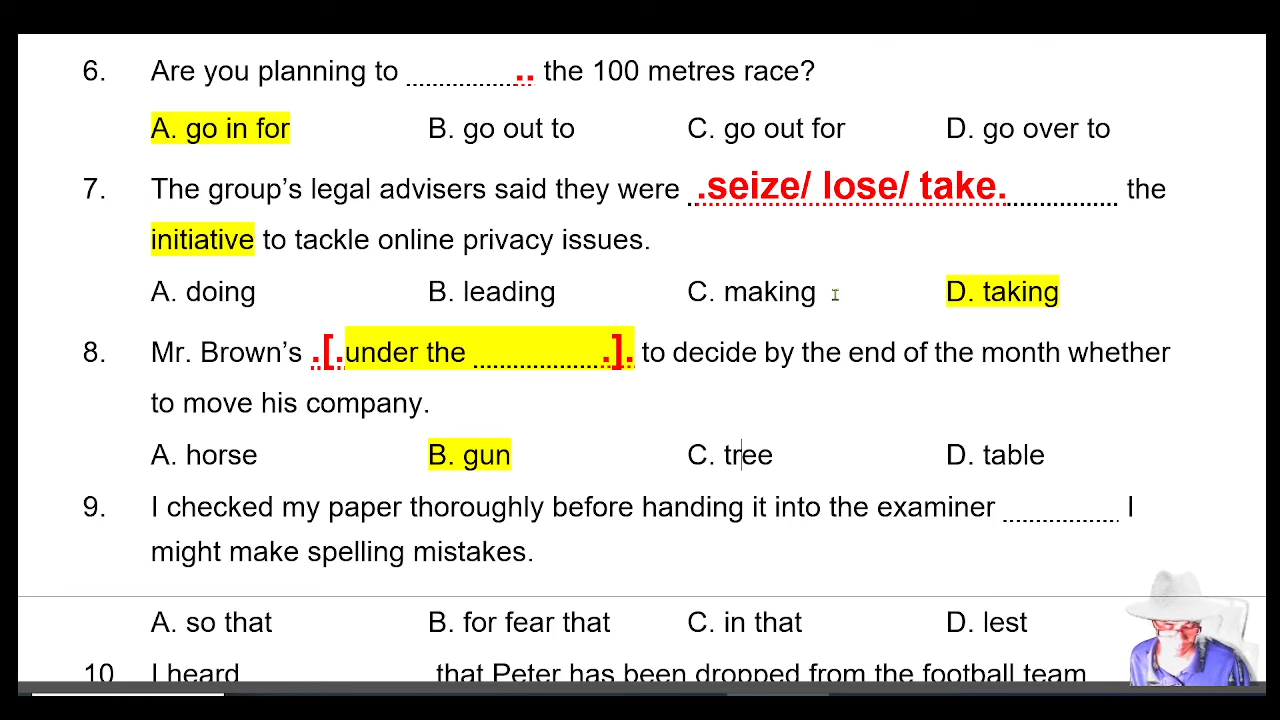 6. Are you planning to .. the 100 metres race?
A. go in for B. go out to C. go out for D. go over to
7. The group's legal advisers said they were .seize/ lose/ take. the
initiative to tackle online privacy issues.
A. doing B. leading C. making D. taking
8. Mr. Brown's .[.under the .]. to decide by the end of the month whether
to move his company.
A. horse B. gun C. tree D. table
9. I checked my paper thoroughly before handing it into the examiner I
might make spelling mistakes.
A. so that B. for fear that C. in that D. lest
10 I heard that Peter has been dropped from the football team